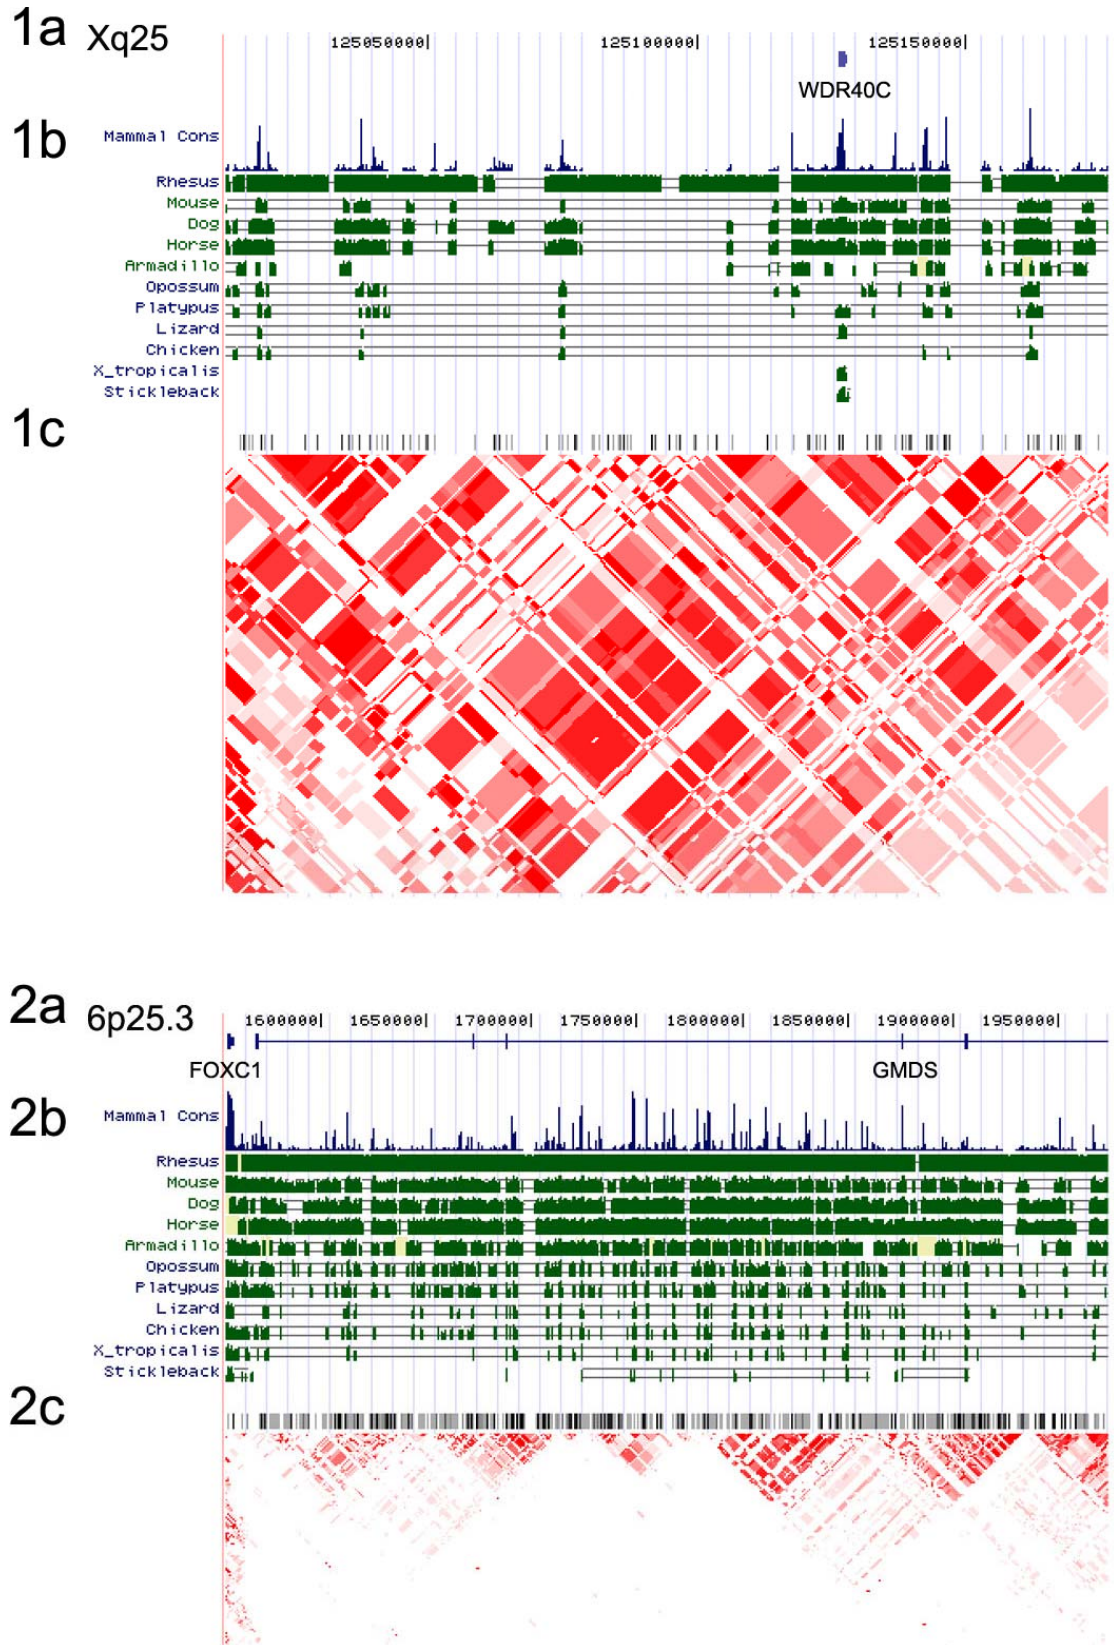 1a Xq25
125050000| 125100000| 125150000|
WDR40C
1b
Mammal Cons
Rhesus
Mouse
Dog
Horse
Armadillo
Opossum
Platypus
Lizard
Chicken
X_tropicalis
Stickleback
1c
2a 6p25.3
1600000| 1650000| 1700000| 1750000| 1800000| 1850000| 1900000| 1950000|
FOXC1 GMDS
2b
Mammal Cons
Rhesus
Mouse
Dog
Horse
Armadillo
Opossum
Platypus
Lizard
Chicken
X_tropicalis
Stickleback
2c